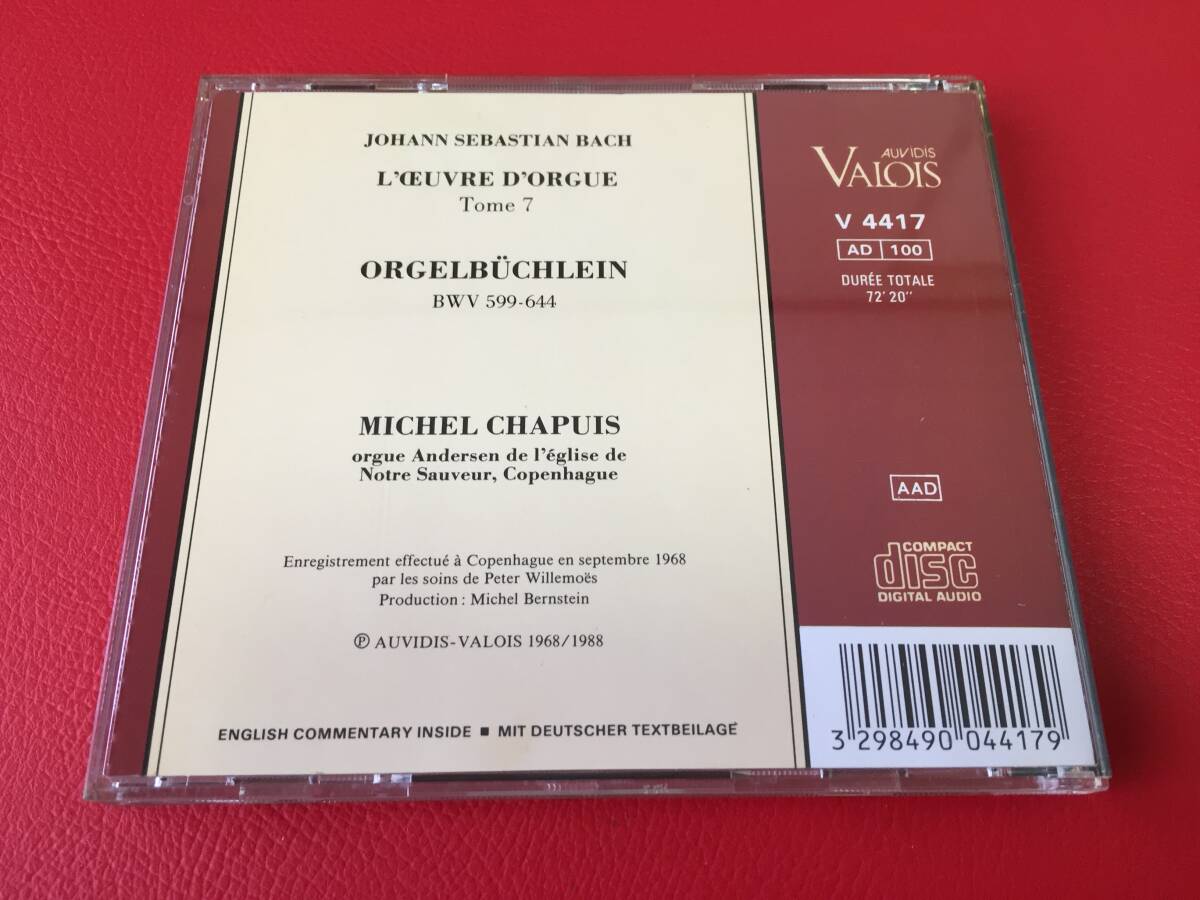 JOHANN SEBASTIAN BACH
L'ŒUVRE D'ORGUE
Tome 7
ORGELBÜCHLEIN
BWV 599-644
MICHEL CHAPUIS
orgue Andersen de l'église de
Notre Sauveur, Copenhague
Enregistrement effectué à Copenhague en septembre 1968
par les soins de Peter Willemoës
Production : Michel Bernstein
℗ AUVIDIS-VALOIS 1968/1988
ENGLISH COMMENTARY INSIDE ■ MIT DEUTSCHER TEXTBEILAGE
AUVIDIS
VALOIS
V 4417
AD 100
DURÉE TOTALE
72' 20''
AAD
COMPACT
disc
DIGITAL AUDIO
3 298490 044179